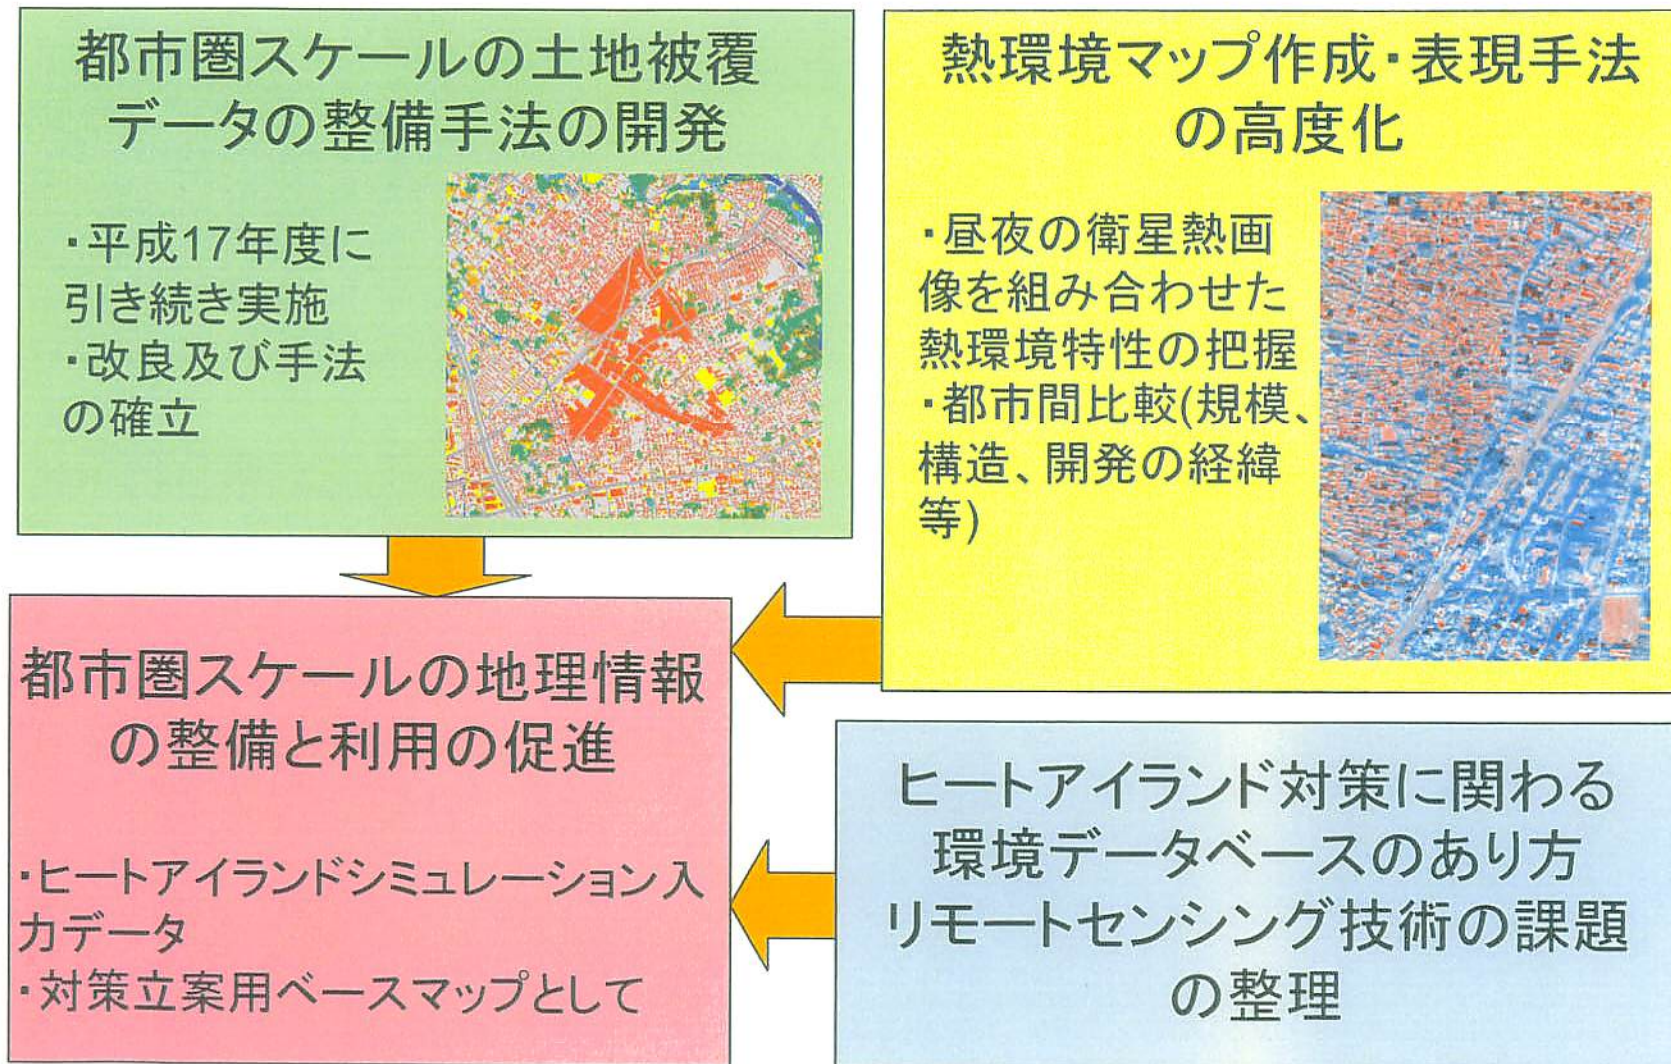 都市圏スケールの土地被覆
データの整備手法の開発
・平成17年度に
引き続き実施
・改良及び手法
の確立
熱環境マップ作成・表現手法
の高度化
・昼夜の衛星熱画
像を組み合わせた
熱環境特性の把握
・都市間比較(規模、
構造、開発の経緯
等)
都市圏スケールの地理情報
の整備と利用の促進
・ヒートアイランドシミュレーション入
力データ
・対策立案用ベースマップとして
ヒートアイランド対策に関わる
環境データベースのあり方
リモートセンシング技術の課題
の整理